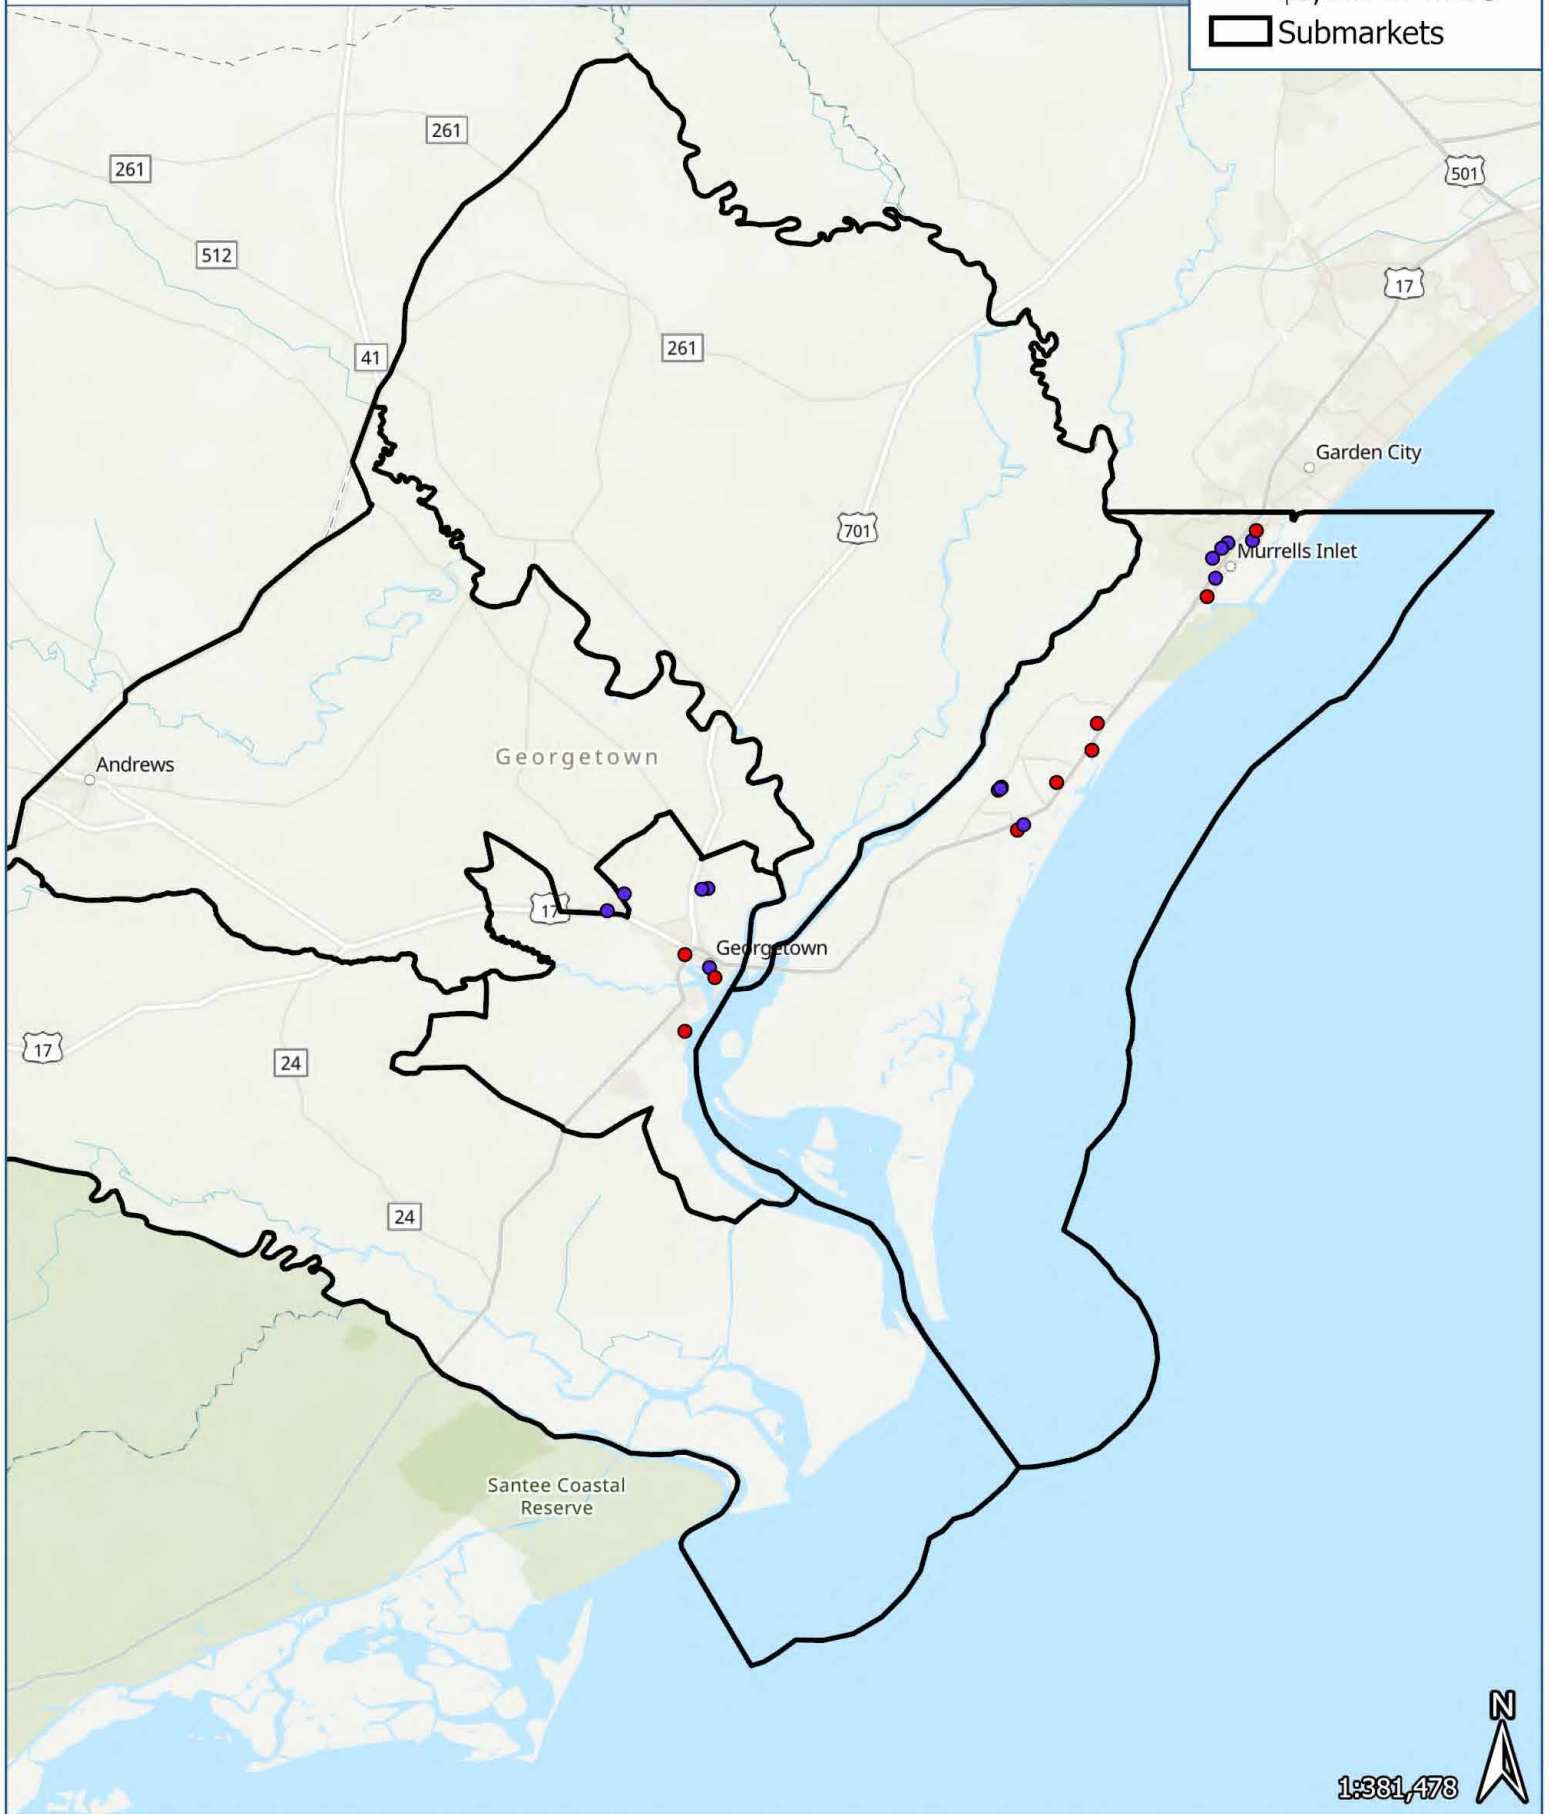 Submarkets
261
261
501
512
17
41
261
Garden City
701
Murrells Inlet
Andrews
Georgetown
17
Georgetown
17
24
24
Santee Coastal
Reserve
N
1:381,478